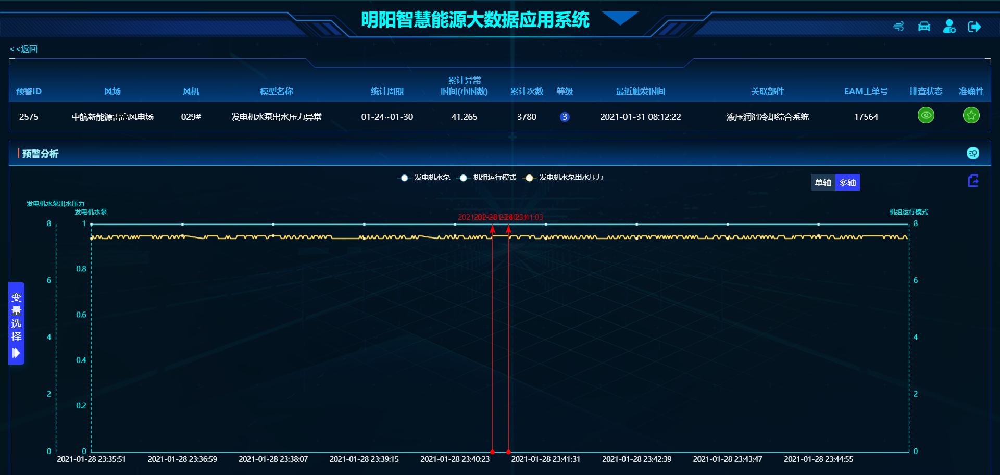 明阳智慧能源大数据应用系统
<<返回
预警ID 风场 风机 模型名称 统计周期 累计异常时间(小时数) 累计次数 等级 最近触发时间 关联部件 EAM工单号 排查状态 准确性
2575 中航新能源雷高风电场 029# 发电机水泵出水压力异常 01-24~01-30 41.265 3780 3 2021-01-31 08:12:22 液压润滑冷却综合系统 17564
预警分析
发电机水泵 机组运行模式 发电机水泵出水压力
单轴 多轴
发电机水泵出水压力
发电机水泵 机组运行模式
8 1 8
0.8
6 6
0.6
4 4
0.4
2 2
0.2
0 0 0
2021-01-28 23:35:51 2021-01-28 23:36:59 2021-01-28 23:38:07 2021-01-28 23:39:15 2021-01-28 23:40:23 2021-01-28 23:41:31 2021-01-28 23:42:39 2021-01-28 23:43:47 2021-01-28 23:44:55
变量选择